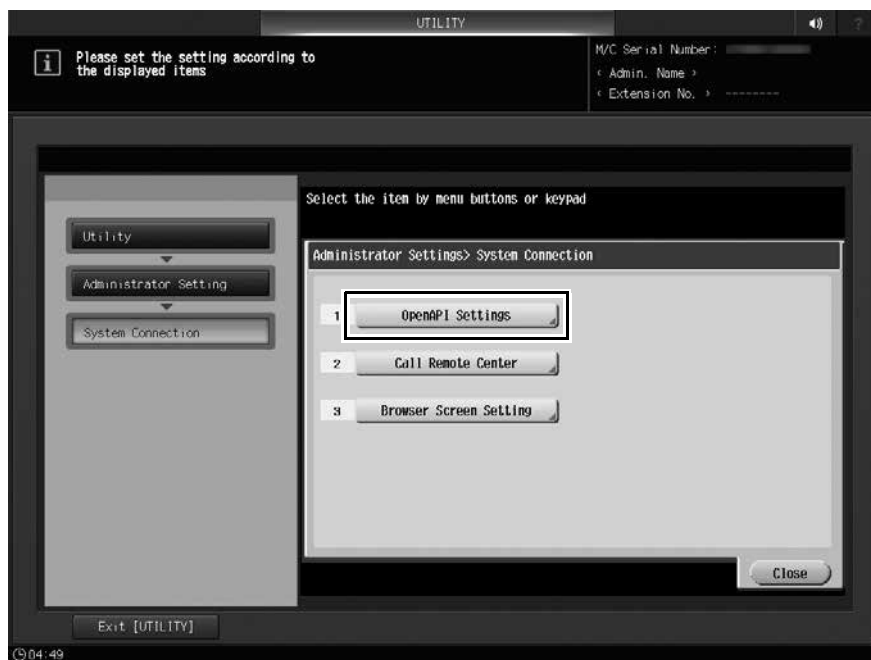 UTILITY
?
i
Please set the setting according to
the displayed items
M/C Serial Number:
< Admin. Name >
< Extension No. > --------
Select the item by menu buttons or keypad
Utility
Administrator Settings> System Connection
Administrator Setting
1 OpenAPI Settings
System Connection
2 Call Remote Center
3 Browser Screen Setting
Close
Exit [UTILITY]
04:49